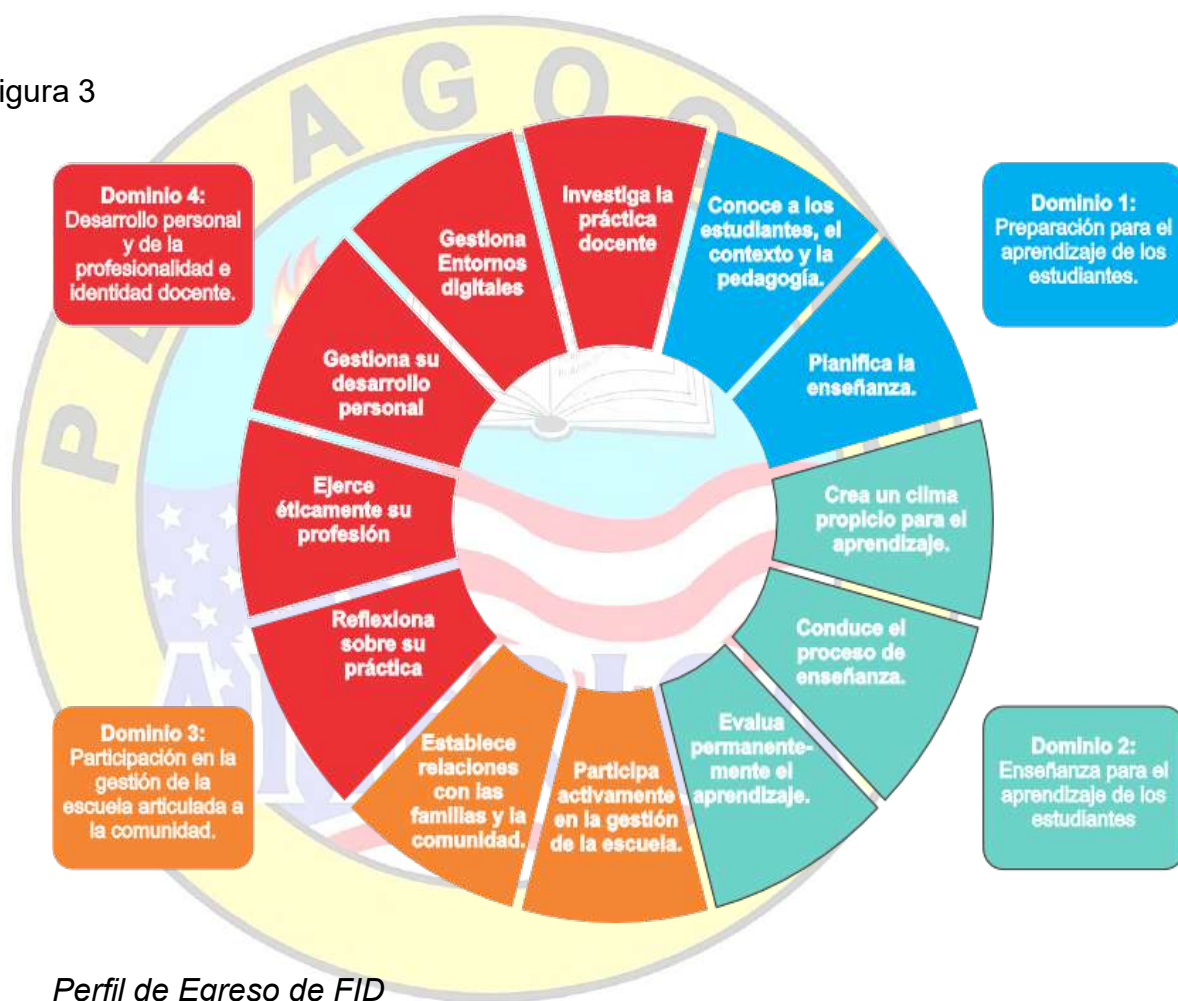 igura 3
Dominio 4:
Desarrollo personal
y de la
profesionalidad e
identidad docente.
Dominio 1:
Preparación para el
aprendizaje de los
estudiantes.
Investiga la
práctica
docente
Conoce a los
estudiantes, el
contexto y la
pedagogía.
Gestiona
Entornos
digitales
Planifica la
enseñanza.
Gestiona su
desarrollo
personal
Crea un clima
propicio para el
aprendizaje.
Ejerce
éticamente su
profesión
Conduce el
proceso de
enseñanza.
Reflexiona
sobre su
práctica
Evalua
permanente-
mente el
aprendizaje.
Establece
relaciones
con las
familias y la
comunidad.
Participa
activamente
en la gestión
de la escuela.
Dominio 3:
Participación en la
gestión de la
escuela articulada a
la comunidad.
Dominio 2:
Enseñanza para el
aprendizaje de los
estudiantes
Perfil de Egreso de FID